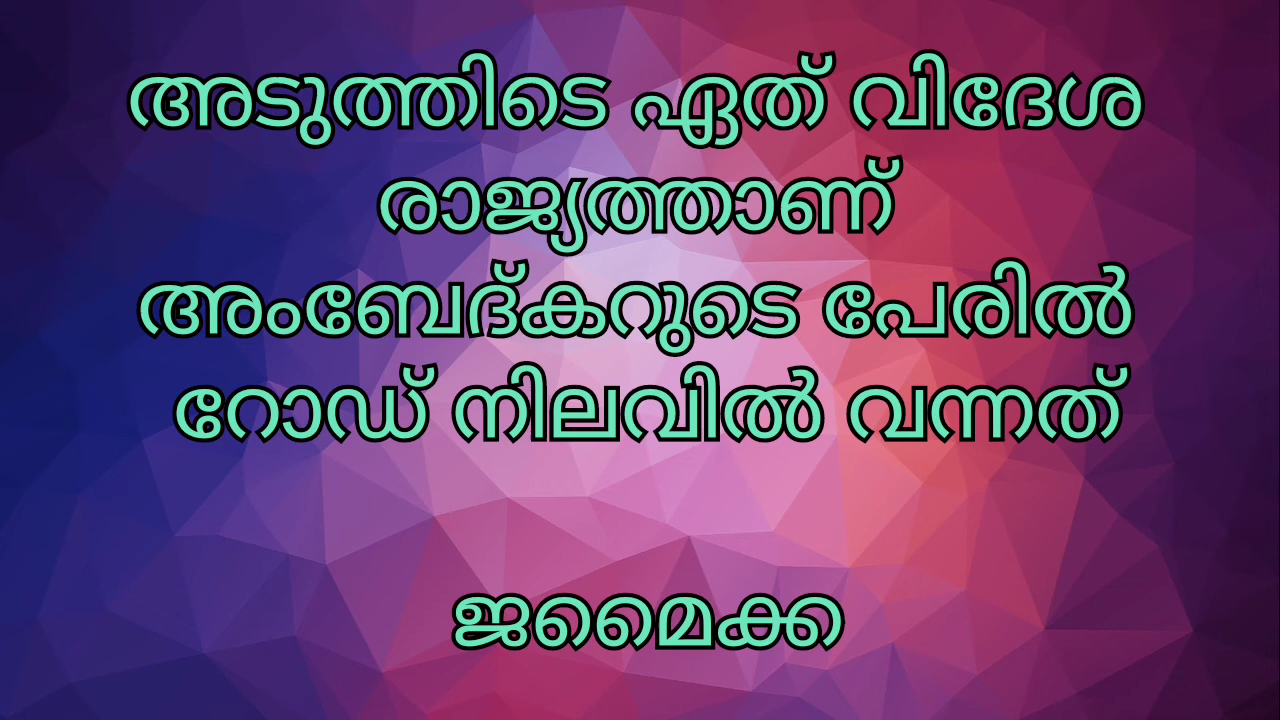 അടുത്തിടെ ഏത് വിദേശ
രാജ്യത്താണ്
അംബേദ്കറുടെ പേരിൽ
റോഡ് നിലവിൽ വന്നത്
ജമൈക്ക